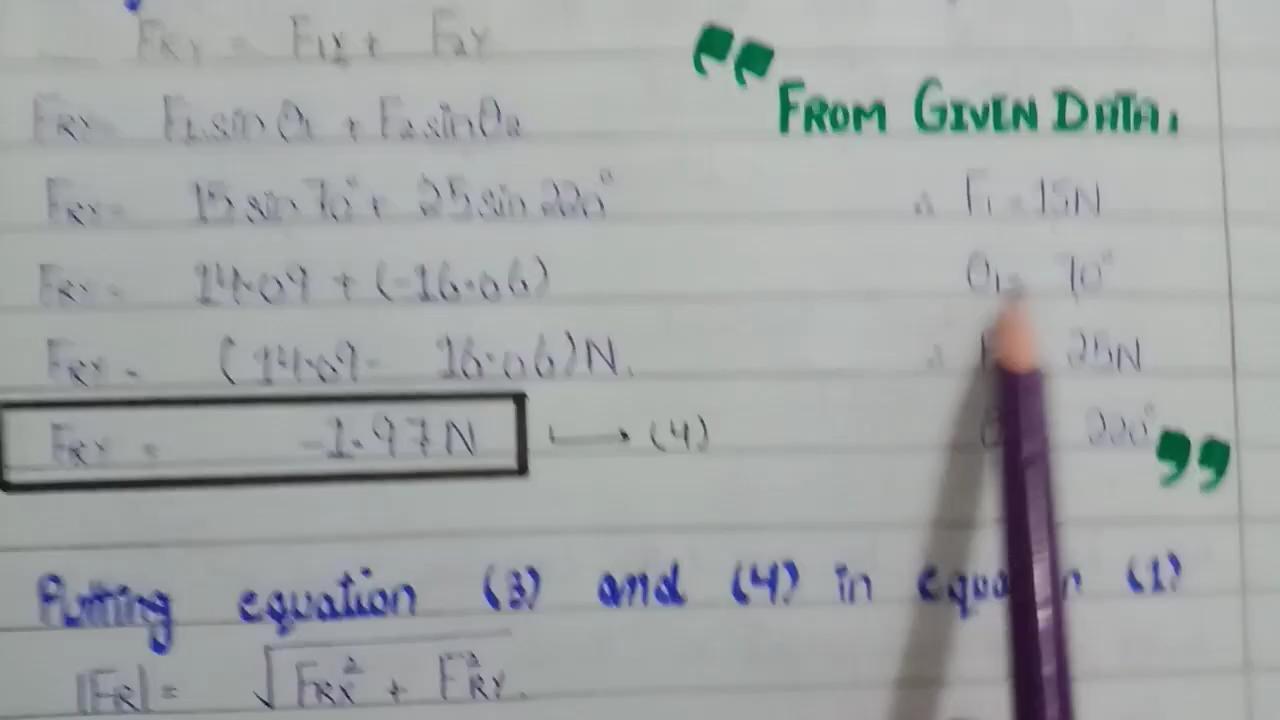 FRY = F1Y + F2Y
FRY= F1sinθ1 + F2sinθ2
FRY= 15 sin 70° + 25 sin 220°
FRY= 14.09 + (-16.06)
FRY= (14.09 - 16.06)N.
FRY = -1.97N → (4)
“ FROM GIVEN DATA,
∴ F1 = 15N
θ1 = 70°
∴ 25N
220° ”
Putting equation (3) and (4) in equa n (1)
|FR| = √FRX² + F²RY.